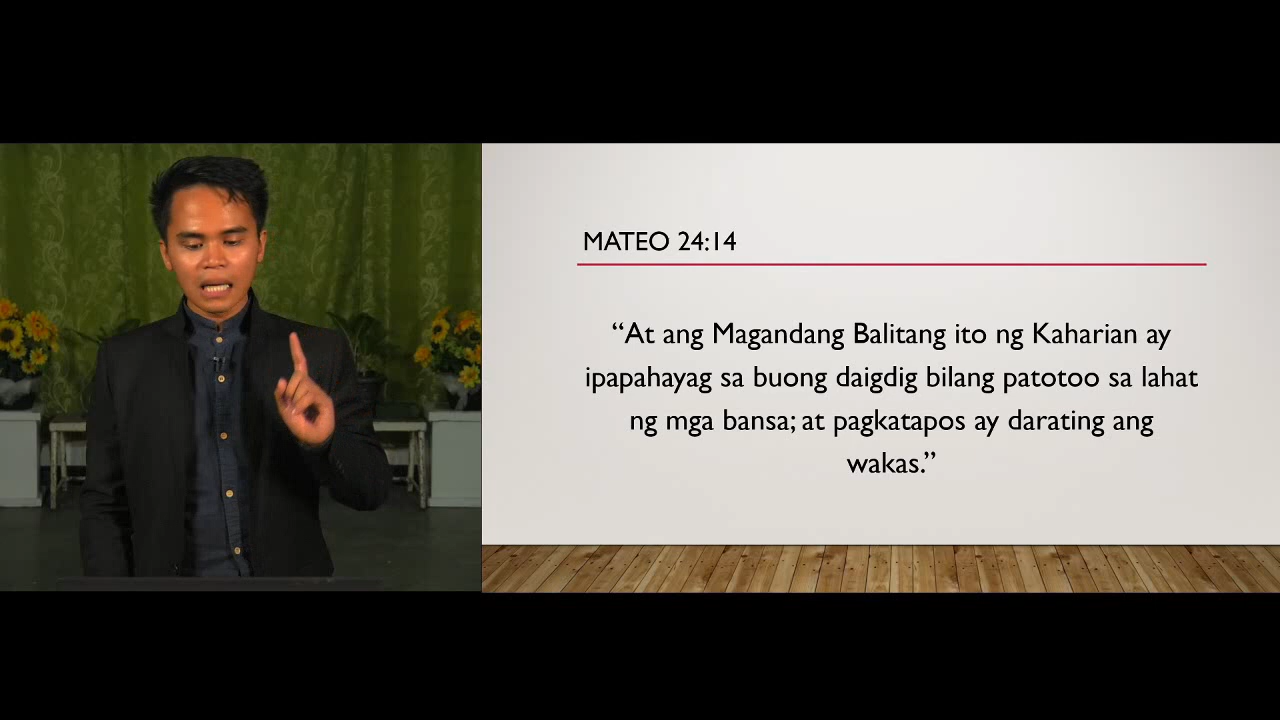 MATEO 24:14
“At ang Magandang Balitang ito ng Kaharian ay
ipapahayag sa buong daigdig bilang patotoo sa lahat
ng mga bansa; at pagkatapos ay darating ang
wakas.”